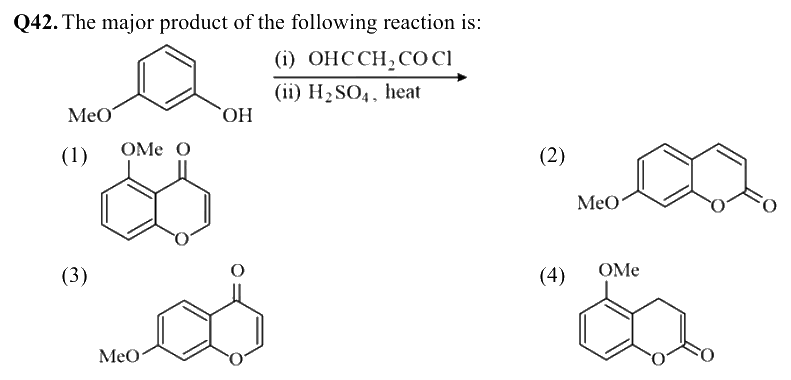 Q42. The major product of the following reaction is:
(i) OHCCH₂COCl
(ii) H₂SO₄, heat
MeO OH
(1) OMe O
O
(2)
MeO O O
(3) O
MeO O
(4) OMe
O O